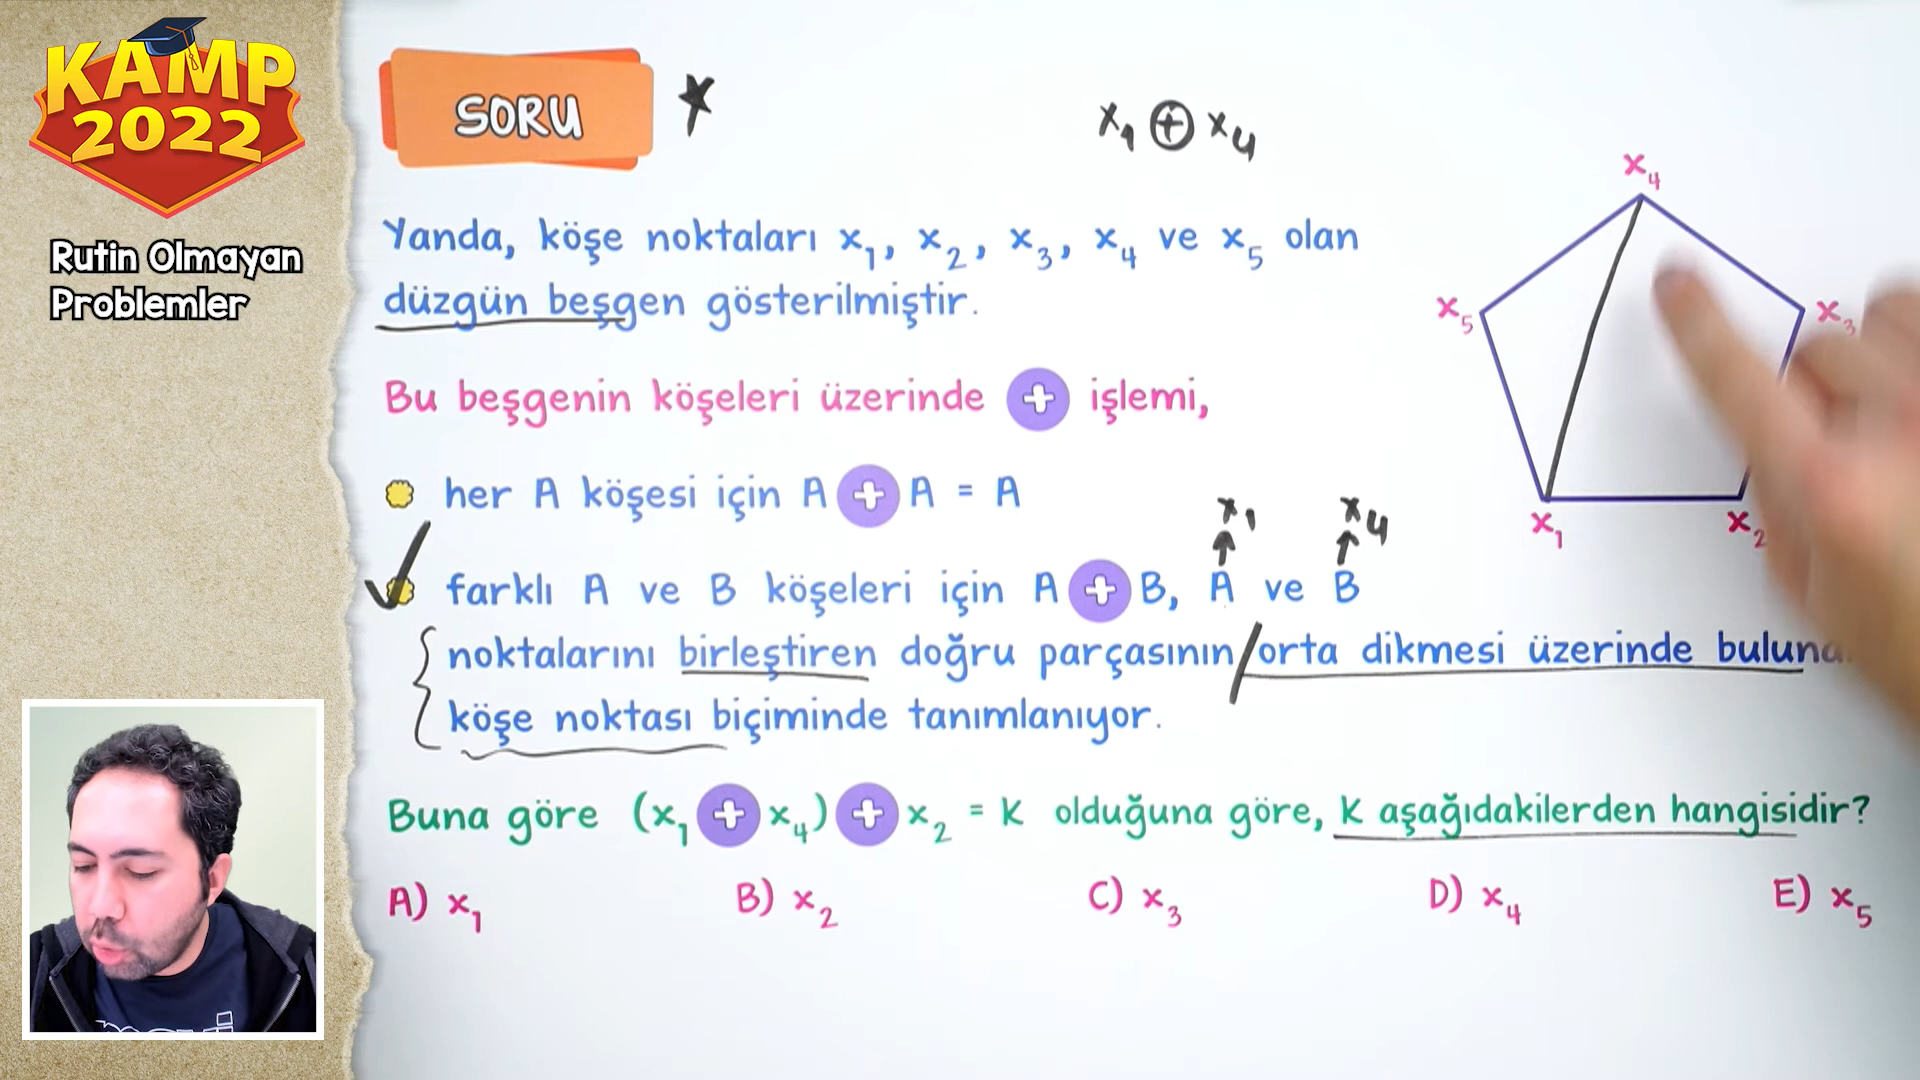 KAMP
2022
Rutin Olmayan
Problemler
SORU
x₁ ⊕ x₄
Yanda, köşe noktaları x₁, x₂, x₃, x₄ ve x₅ olan
düzgün beşgen gösterilmiştir.
x₄
x₅
x₃
x₁
x₂
Bu beşgenin köşeleri üzerinde + işlemi,
her A köşesi için A + A = A
x₁ x₄
farklı A ve B köşeleri için A + B, A ve B
noktalarını birleştiren doğru parçasının orta dikmesi üzerinde
köşe noktası biçiminde tanımlanıyor.
Buna göre (x₁ + x₄) + x₂ = K olduğuna göre, K aşağıdakilerden hangisidir?
A) x₁ B) x₂ C) x₃ D) x₄ E) x₅